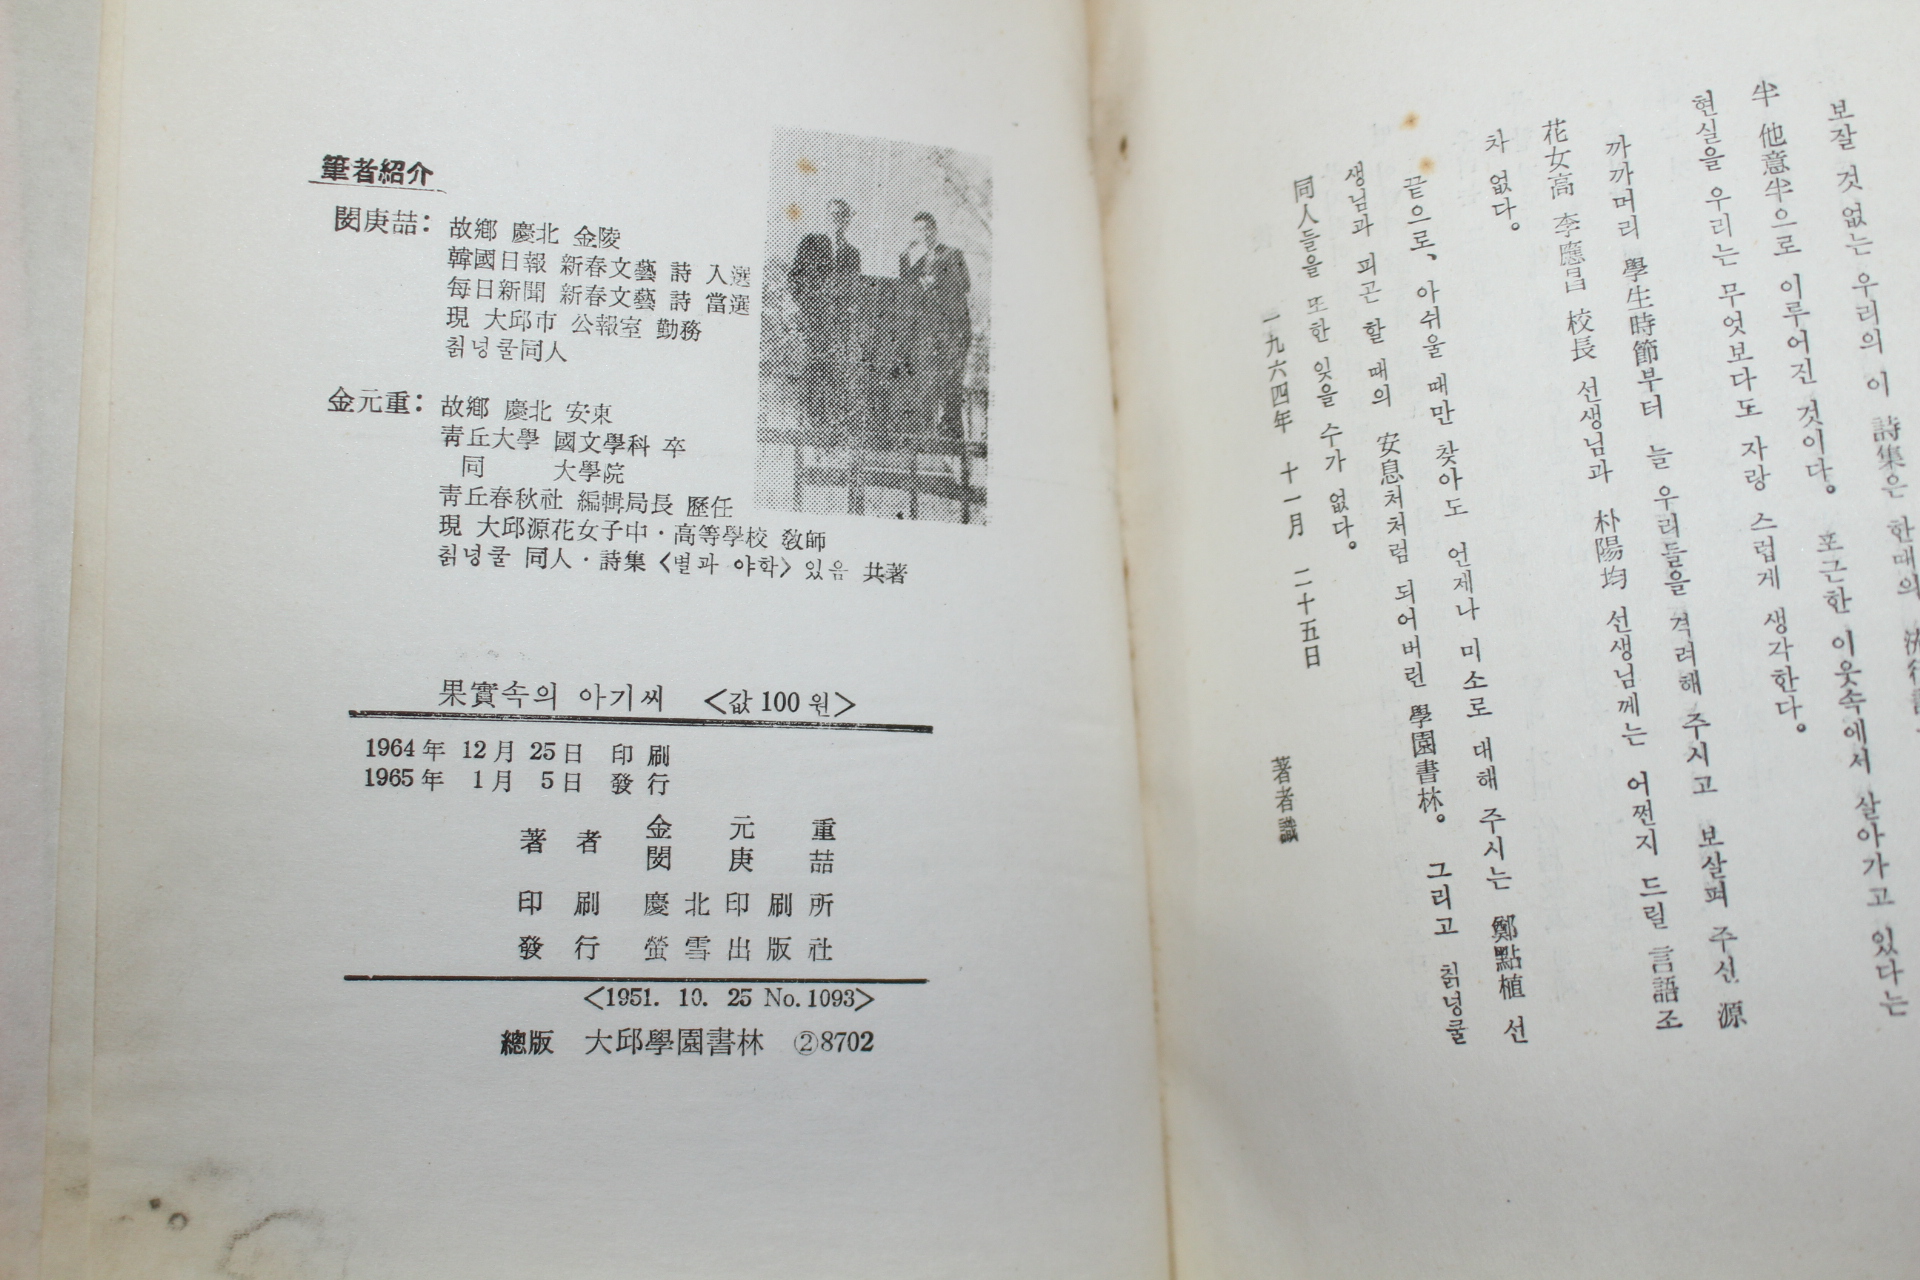 筆者紹介
閔庚喆: 故鄕 慶北 金陵
韓國日報 新春文藝 詩 入選
每日新聞 新春文藝 詩 當選
現 大邱市 公報室 勤務
칡넝쿨同人
金元重: 故鄕 慶北 安東
靑丘大學 國文學科 卒
同 大學院
靑丘春秋社 編輯局長 歷任
現 大邱源花女子中·高等學校 敎師
칡넝쿨 同人·詩集 <별과 야학> 있음 共著
果實속의 아기씨 <값 100 원>
1964年 12月 25日 印刷
1965年 1月 5日 發行
著者 金元重
閔庚喆
印刷 慶北印刷所
發行 螢雪出版社
<1951. 10. 25 No. 1093>
總版 大邱學園書林 ②8702
보잘 것 없는 우리의 이 詩集은 한때의
半 他意半으로 이루어진 것이다. 포근한 이웃속에서 살아가고 있다는
현실을 우리는 무엇보다도 자랑 스럽게 생각한다.
까까머리 學生時節부터 늘 우리들을 격려해 주시고 보살펴 주신 源
花女高 李應昌 校長 선생님과 朴陽均 선생님께는 어쩐지 드릴 言語조
차 없다.
끝으로, 아쉬울 때만 찾아도 언제나 미소로 대해 주시는 鄭點植 선
생님과 피곤 할 때의 安息처처럼 되어버린 學園書林. 그리고 칡넝쿨
同人들을 또한 잊을 수가 없다.
一九六四年 十一月 二十五日
著者識